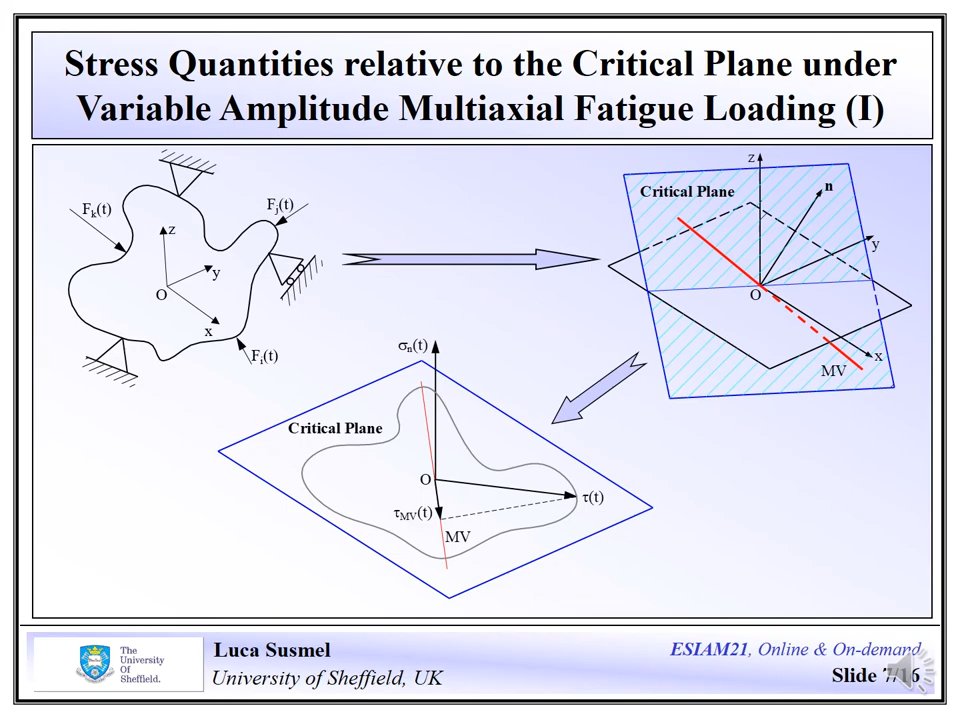 Stress Quantities relative to the Critical Plane under
Variable Amplitude Multiaxial Fatigue Loading (I)
Fk(t)
Fj(t)
z
y
O
x
Fi(t)
z
Critical Plane
n
y
O
x
MV
σn(t)
Critical Plane
O
τ(t)
τMV(t)
MV
The
University
Of
Sheffield.
Luca Susmel
University of Sheffield, UK
ESIAM21, Online & On-demand
Slide 7/16